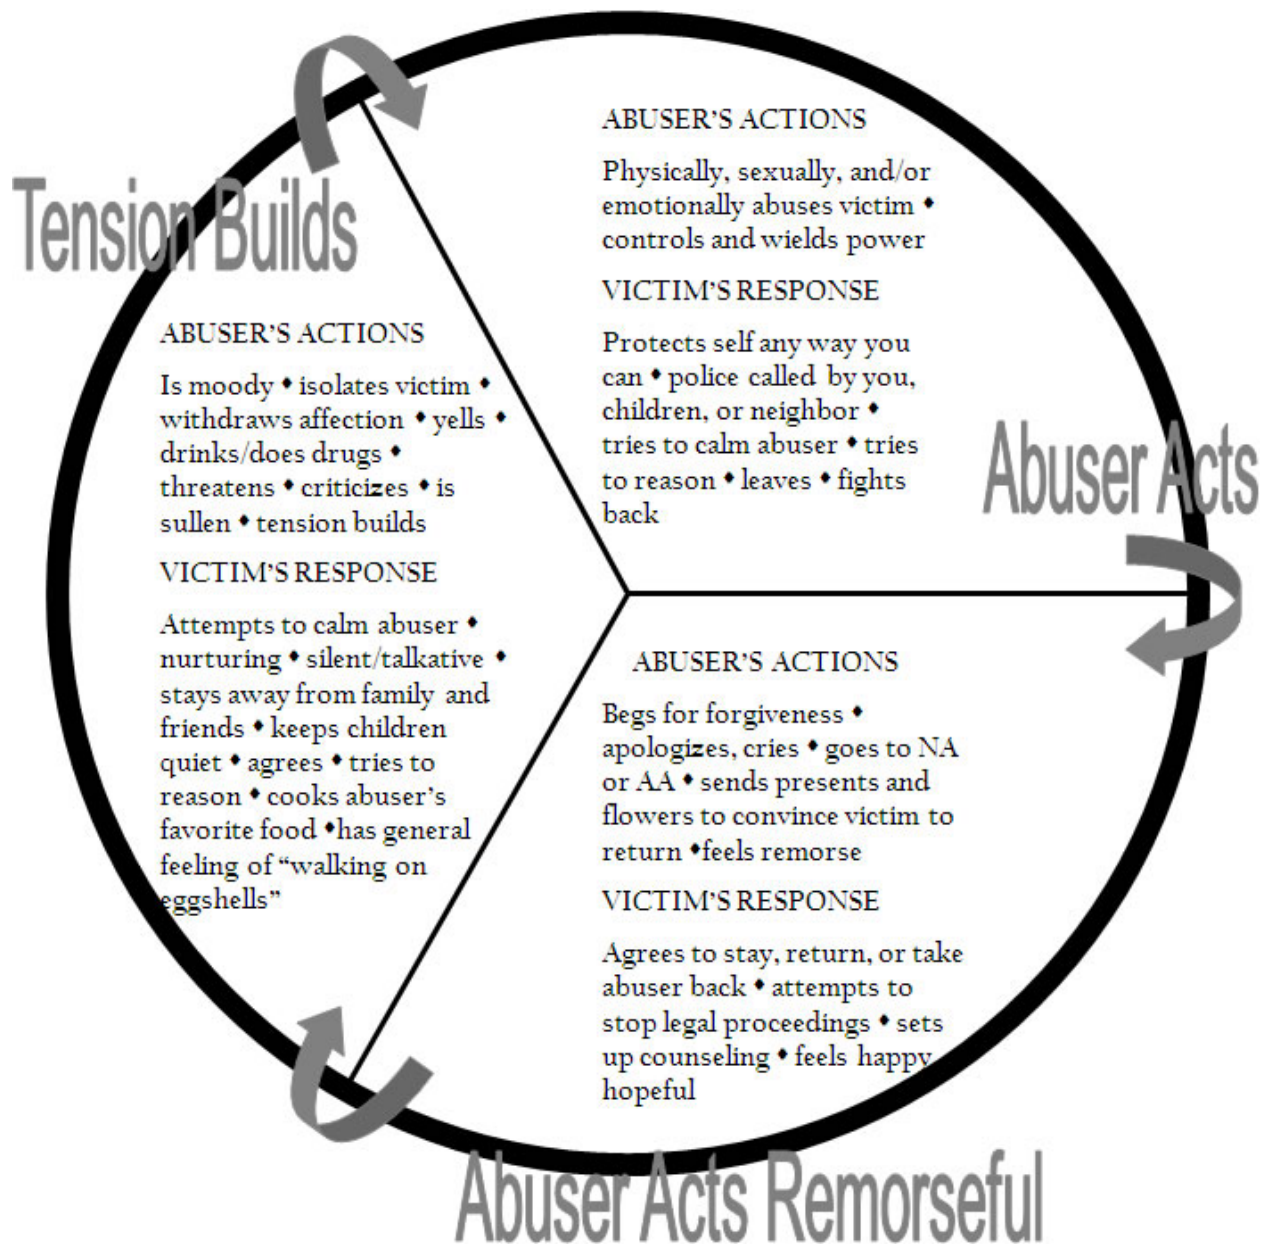 Tension Builds
ABUSER'S ACTIONS
Is moody ♦ isolates victim ♦
withdraws affection ♦ yells ♦
drinks/does drugs ♦
threatens ♦ criticizes ♦ is
sullen ♦ tension builds
VICTIM'S RESPONSE
Attempts to calm abuser ♦
nurturing ♦ silent/talkative ♦
stays away from family and
friends ♦ keeps children
quiet ♦ agrees ♦ tries to
reason ♦ cooks abuser's
favorite food ♦has general
feeling of “walking on
eggshells”
ABUSER'S ACTIONS
Physically, sexually, and/or
emotionally abuses victim ♦
controls and wields power
VICTIM'S RESPONSE
Protects self any way you
can ♦ police called by you,
children, or neighbor ♦
tries to calm abuser ♦ tries
to reason ♦ leaves ♦ fights
back
Abuser Acts
ABUSER'S ACTIONS
Begs for forgiveness ♦
apologizes, cries ♦ goes to NA
or AA ♦ sends presents and
flowers to convince victim to
return ♦feels remorse
VICTIM'S RESPONSE
Agrees to stay, return, or take
abuser back ♦ attempts to
stop legal proceedings ♦ sets
up counseling ♦ feels happy,
hopeful
Abuser Acts Remorseful